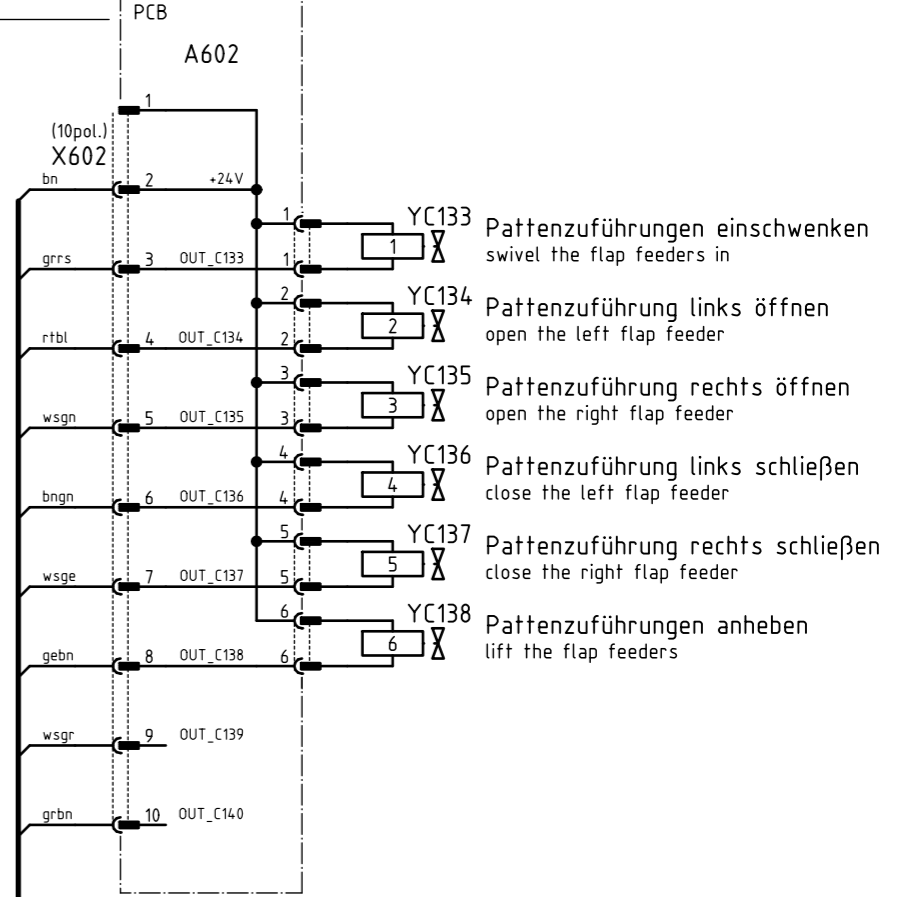 PCB
A602
1
(10pol.)
X602
bn 2 +24V
1 YC133 Pattenzuführungen einschwenken
1 swivel the flap feeders in
grrs 3 OUT_C133 1
2 YC134 Pattenzuführung links öffnen
2 open the left flap feeder
rtbl 4 OUT_C134 2
3 YC135 Pattenzuführung rechts öffnen
3 open the right flap feeder
wsgn 5 OUT_C135 3
4 YC136 Pattenzuführung links schließen
4 close the left flap feeder
bngn 6 OUT_C136 4
5 YC137 Pattenzuführung rechts schließen
5 close the right flap feeder
wsge 7 OUT_C137 5
6 YC138 Pattenzuführungen anheben
6 lift the flap feeders
gebn 8 OUT_C138 6
wsgr 9 OUT_C139
grbn 10 OUT_C140